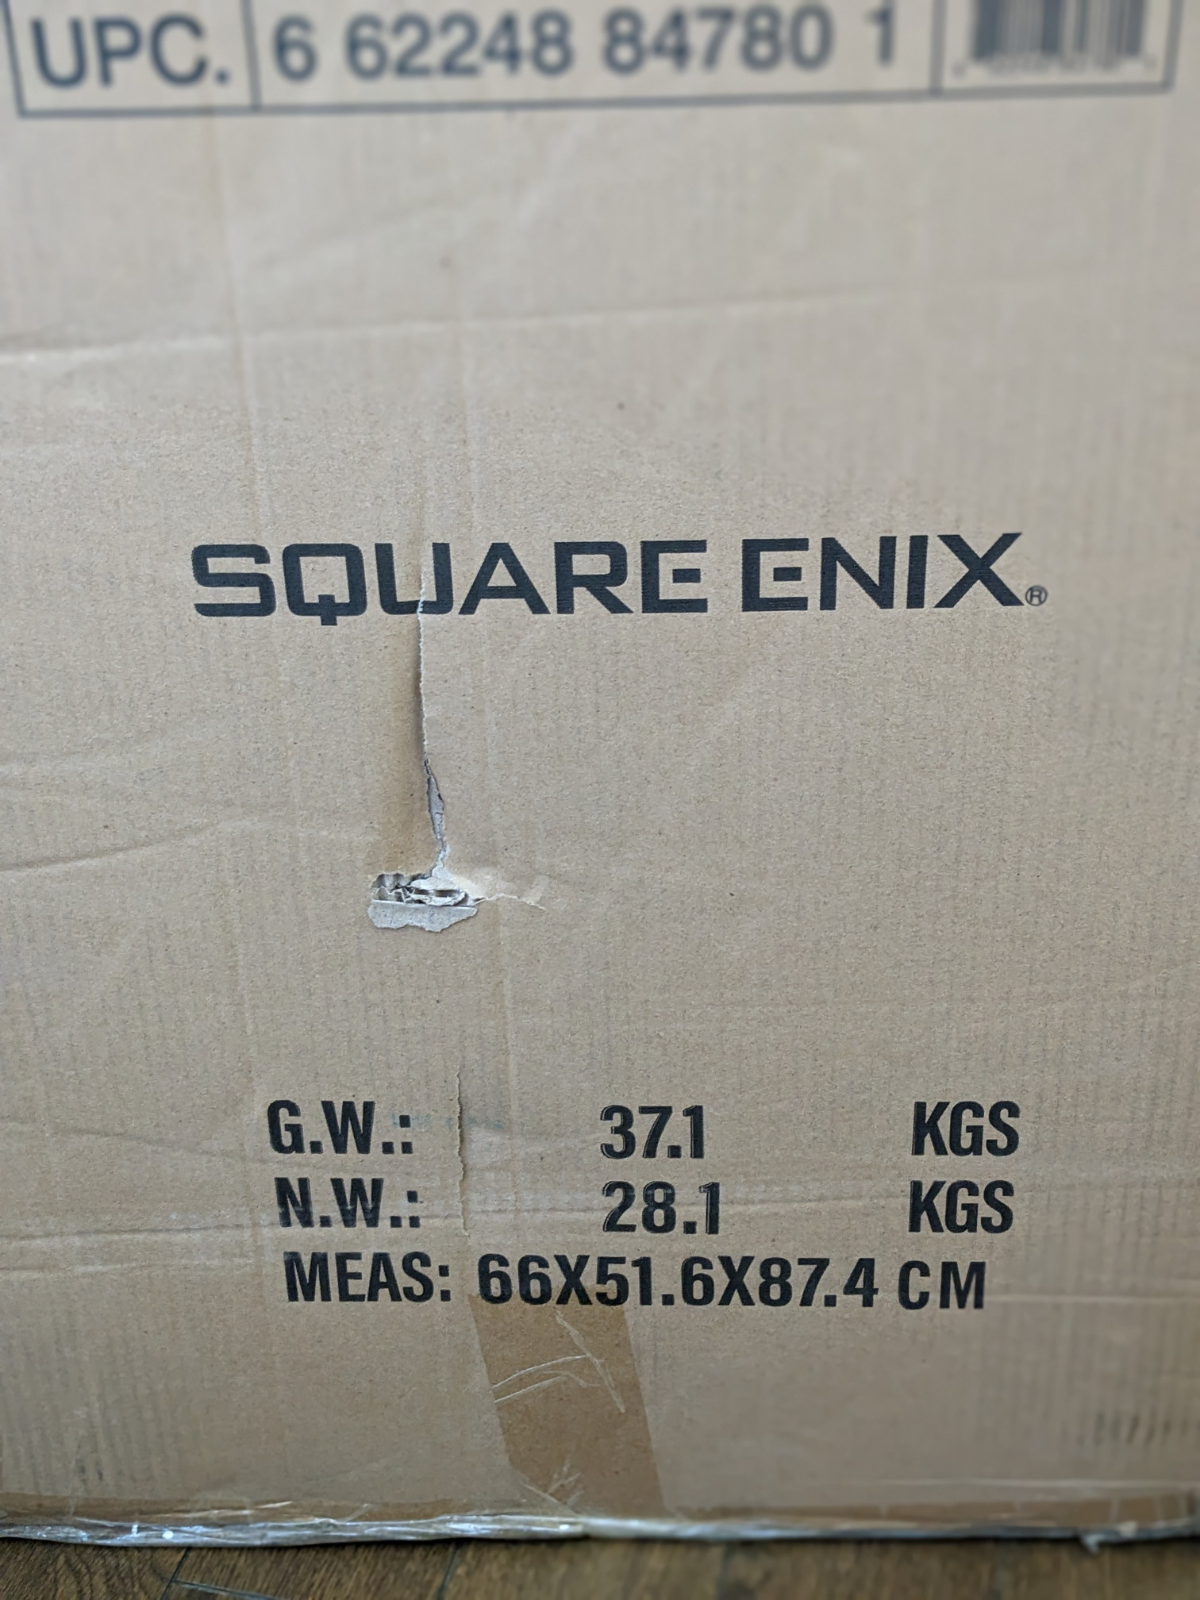 UPC. 6 62248 84780 1
SQUARE ENIX®
G.W.: 37.1 KGS
N.W.: 28.1 KGS
MEAS: 66X51.6X87.4 CM